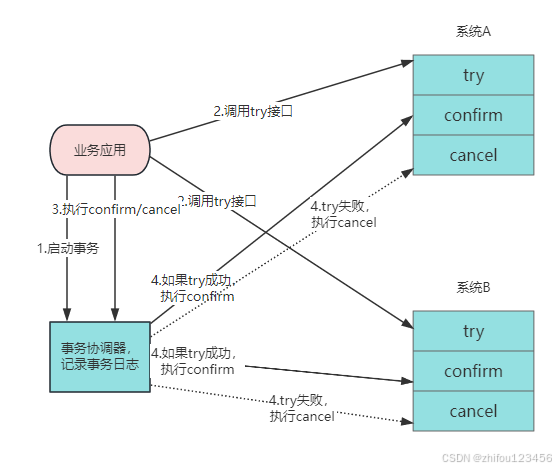 系统A
try
confirm
cancel
2.调用try接口
业务应用
3.执行confirm/cancel
2.调用try接口
1.启动事务
4.try失败，
执行cancel
4.如果try成功，
执行confirm
系统B
try
confirm
cancel
事务协调器，
记录事务日志
4.如果try成功，
执行confirm
4.try失败，
执行cancel
CSDN @zhifou123456